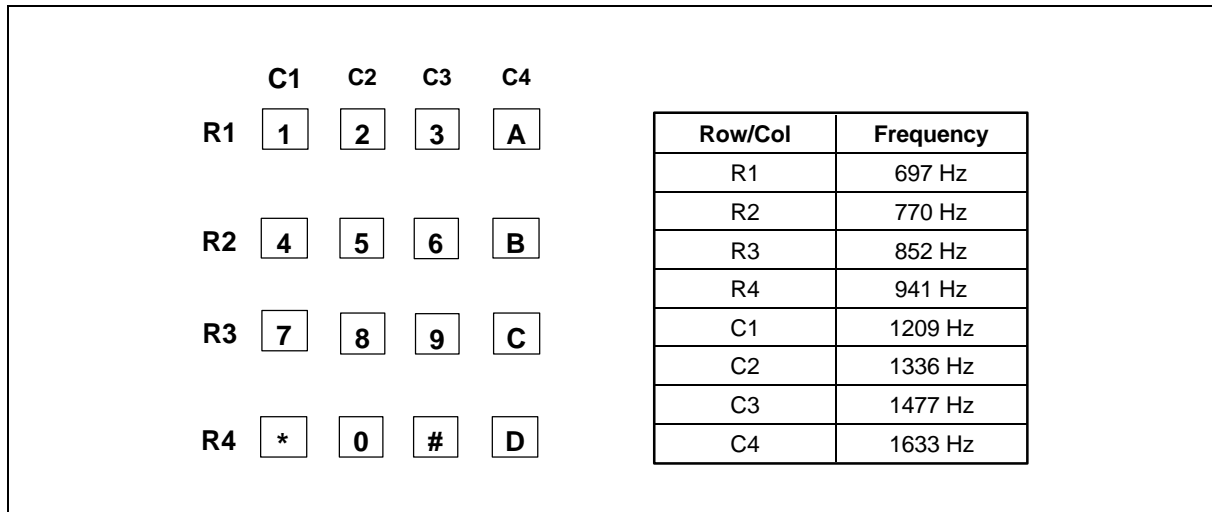 C1 C2 C3 C4
R1 1 2 3 A
R2 4 5 6 B
R3 7 8 9 C
R4 * 0 # D
Row/Col Frequency
R1 697 Hz
R2 770 Hz
R3 852 Hz
R4 941 Hz
C1 1209 Hz
C2 1336 Hz
C3 1477 Hz
C4 1633 Hz